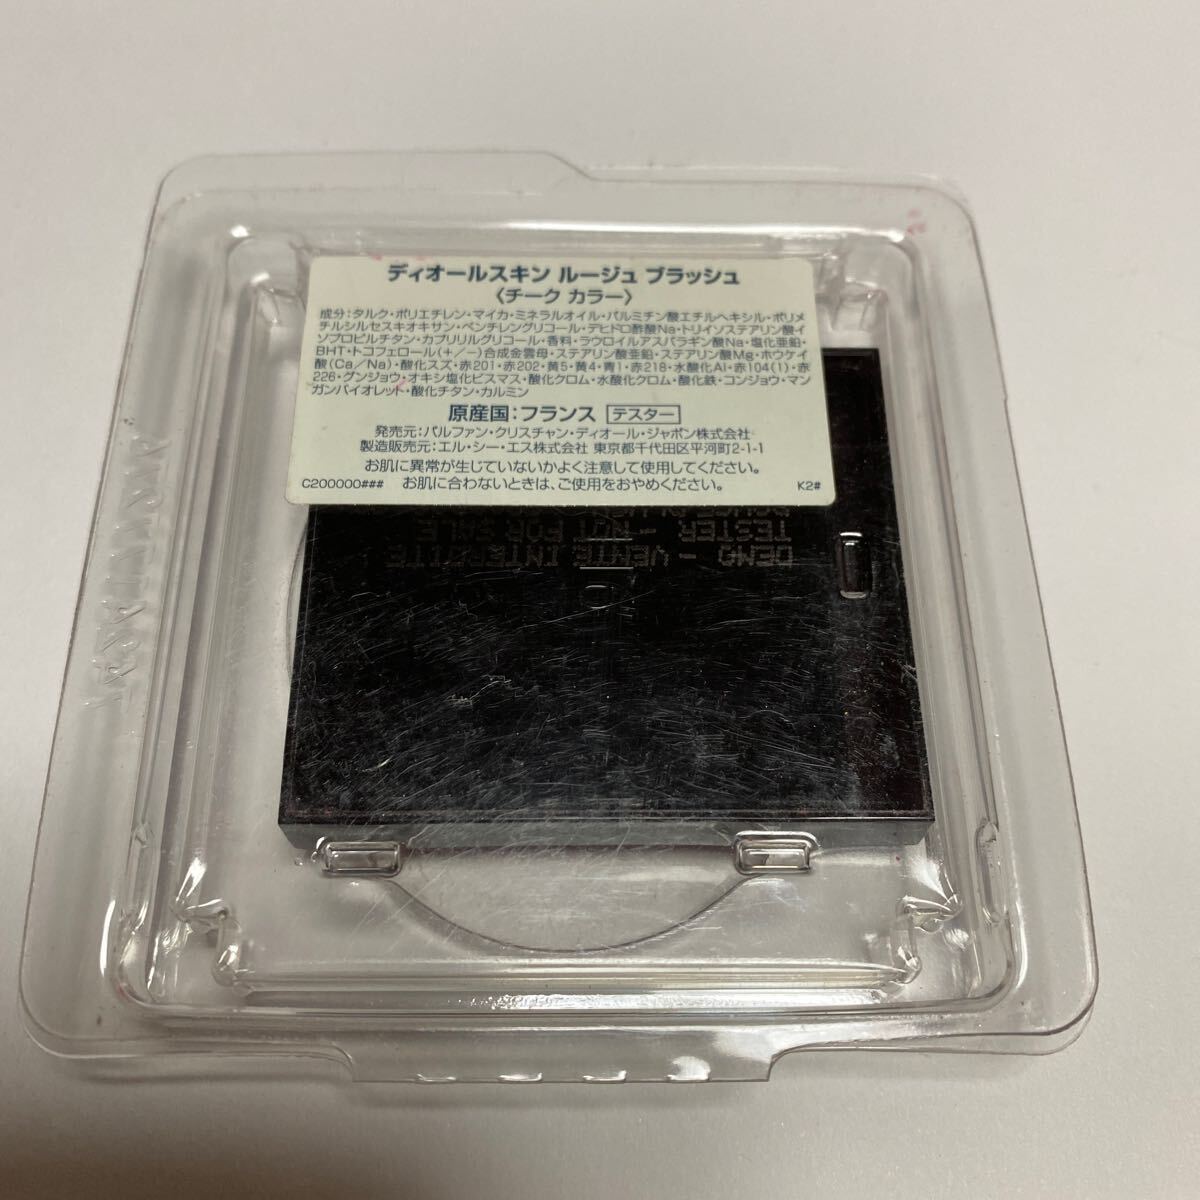 ディオールスキン ルージュ ブラッシュ
〈チーク カラー〉
成分:タルク・ポリエチレン・マイカ・ミネラルオイル・パルミチン酸エチルヘキシル・ポリメ
チルシルセスキオキサン・ペンチレングリコール・デヒドロ酢酸Na・トリイソステアリン酸イ
ソプロピルチタン・カプリリルグリコール・香料・ラウロイルアスパラギン酸Na・塩化亜鉛・
BHT・トコフェロール(+/−)合成金雲母・ステアリン酸亜鉛・ステアリン酸Mg・ホウケイ
酸(Ca/Na)・酸化スズ・赤201・赤202・黄5・黄4・青1・赤218・水酸化Al・赤104(1)・赤
226・グンジョウ・オキシ塩化ビスマス・酸化クロム・水酸化クロム・酸化鉄・コンジョウ・マン
ガンバイオレット・酸化チタン・カルミン
原産国:フランス テスター
発売元:パルファン・クリスチャン・ディオール・ジャポン株式会社
製造販売元:エル・シー・エス株式会社 東京都千代田区平河町2-1-1
お肌に異常が生じていないかよく注意して使用してください。
C200000### お肌に合わないときは、ご使用をおやめください。 K2#
TESTER - NOT FOR SALE
DEMO - VENTE INTERDITE